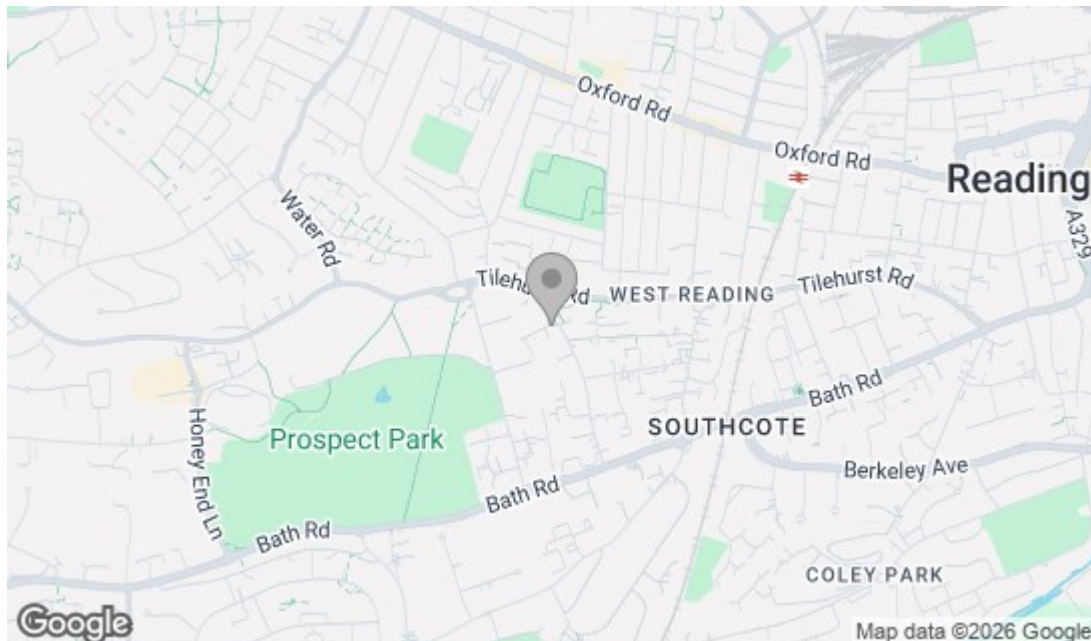 Oxford Rd
Oxford Rd
Reading
Water Rd
A329
Tilehurst Rd
WEST READING
Tilehurst Rd
Bath Rd
SOUTHCOTE
Prospect Park
Honey End Ln
Berkeley Ave
Bath Rd
Bath Rd
COLEY PARK
Google
Map data ©2026 Google